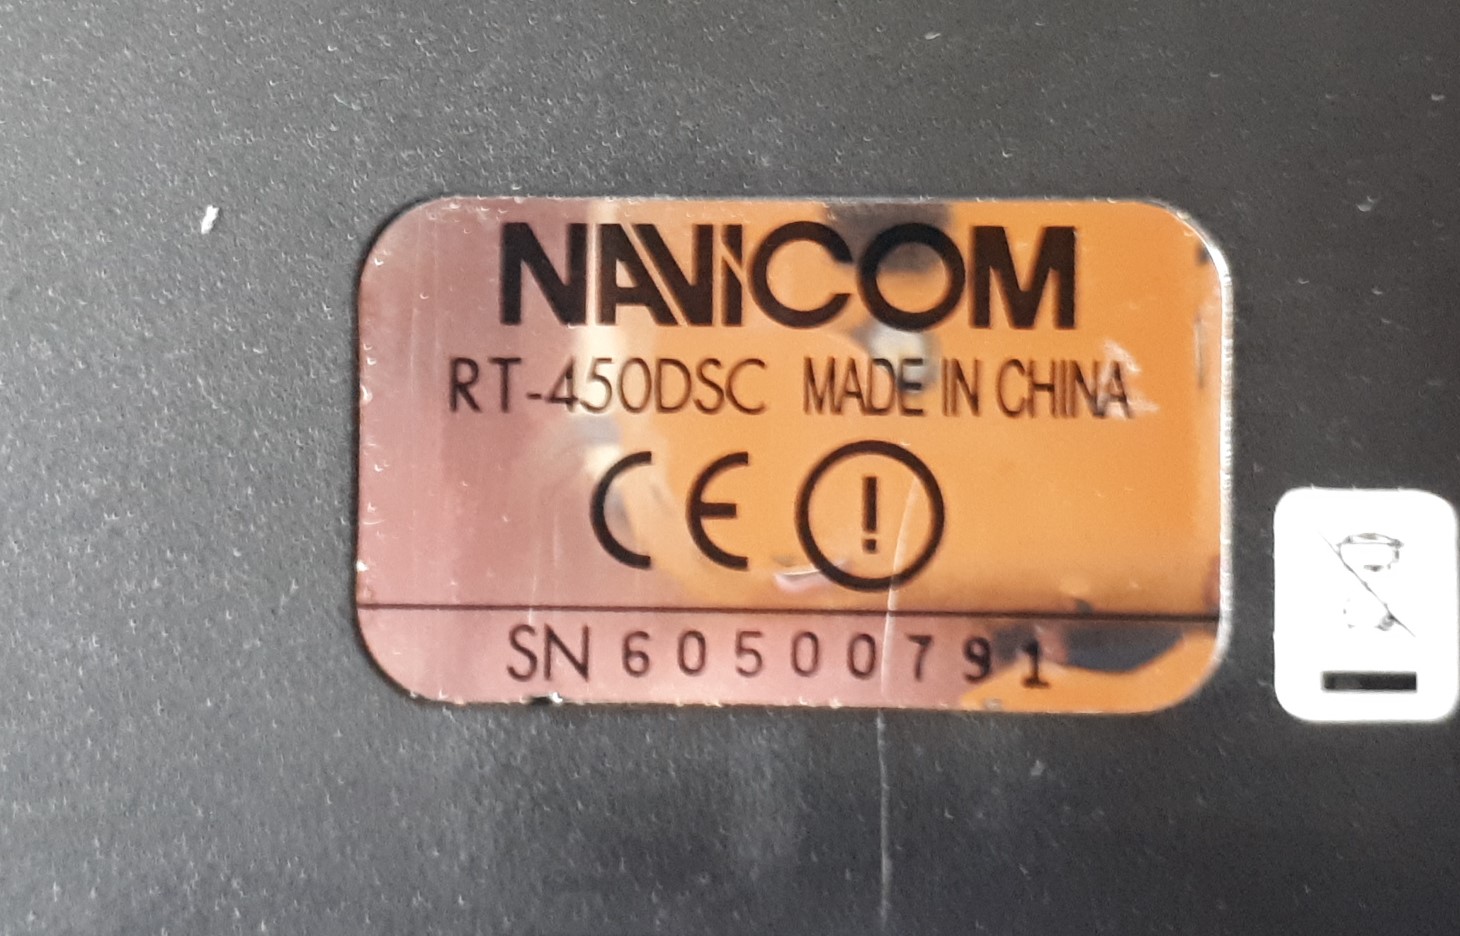 NAVICOM
RT-450DSC MADE IN CHINA
CE !
SN 60500791